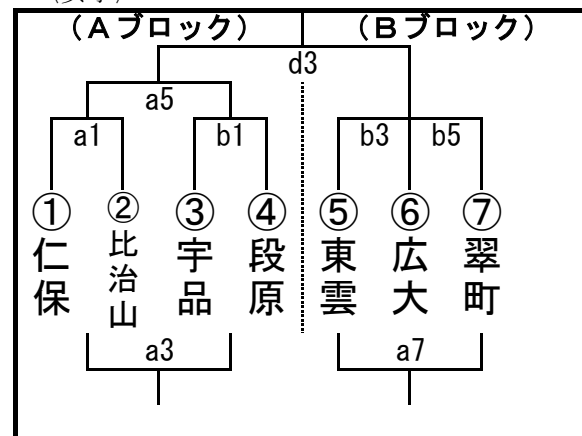 (Aブロック) (Bブロック)
d3
a5
a1 b1 b3 b5
① ② ③ ④ ⑤ ⑥ ⑦
仁保
比治山
宇品
段原
東雲
広大
翠町
a3 a7